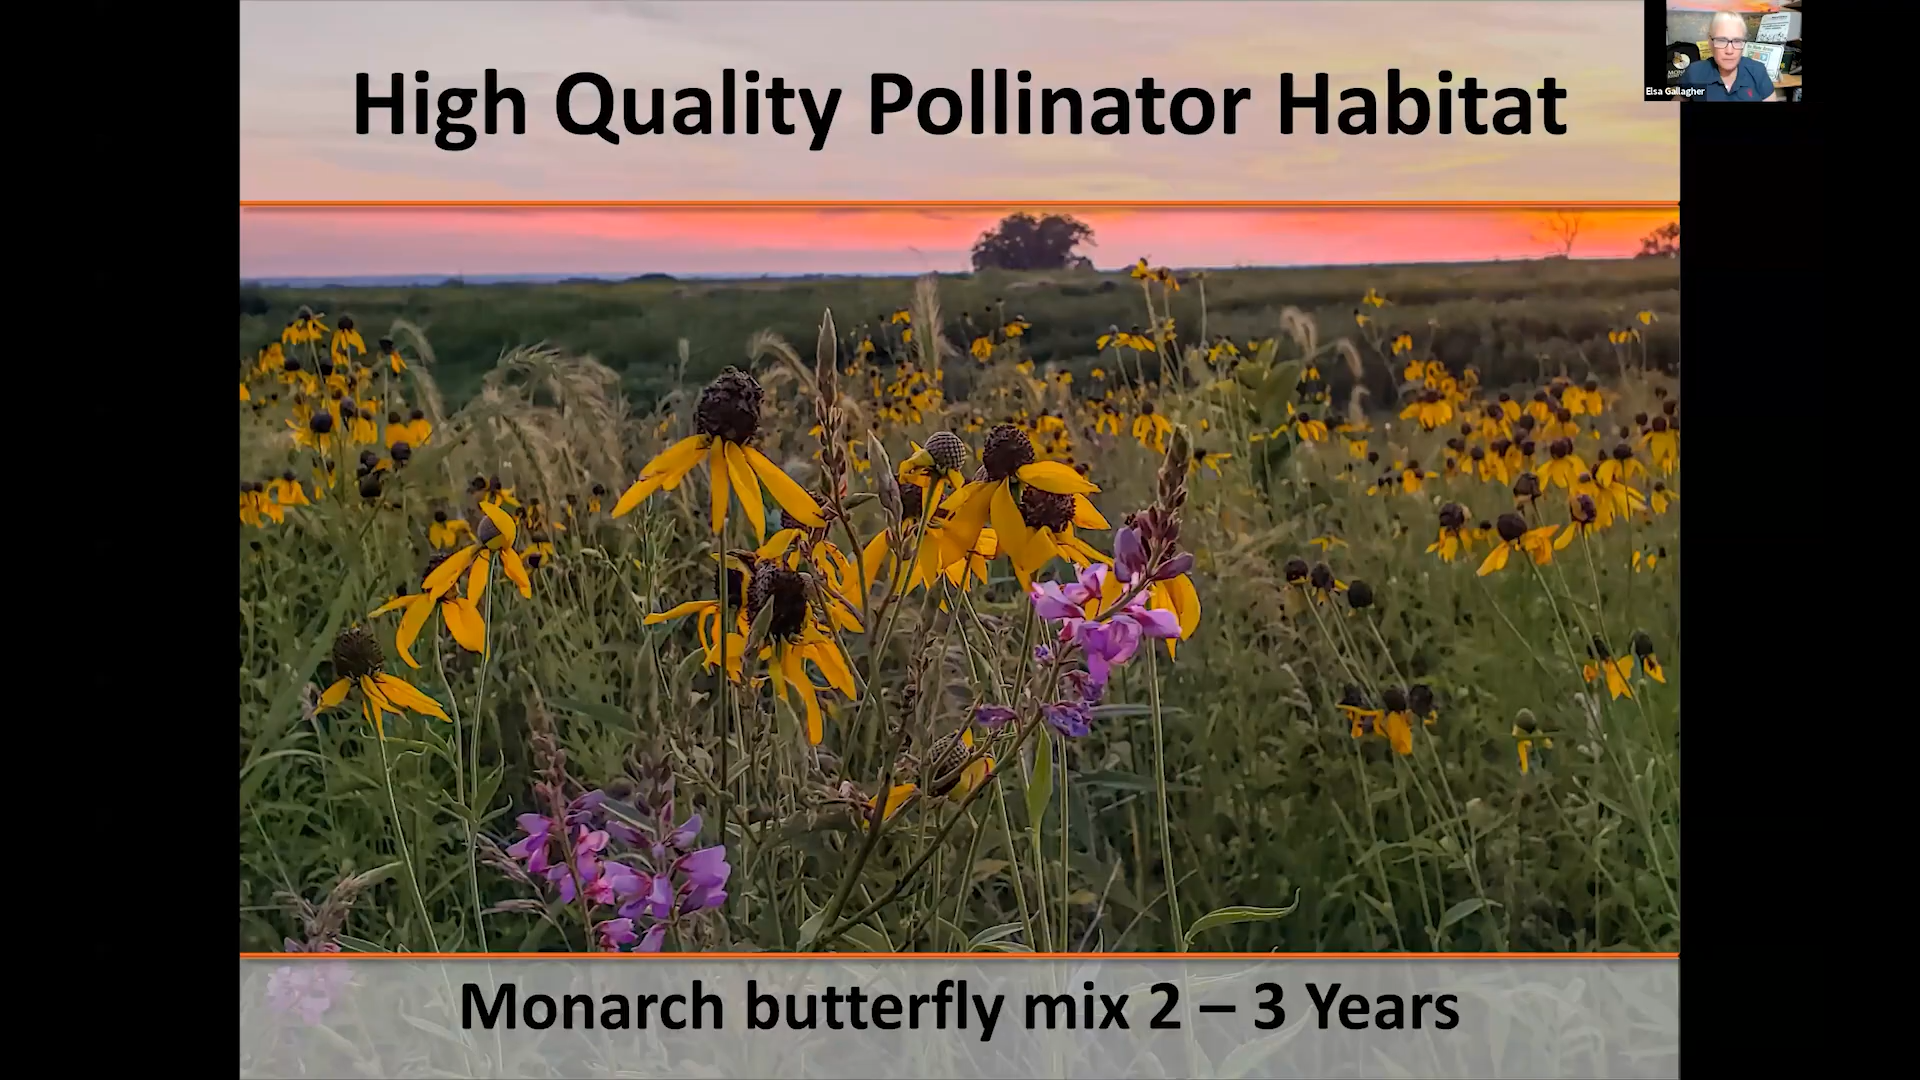 High Quality Pollinator Habitat
Elsa Gallagher
Monarch butterfly mix 2 – 3 Years